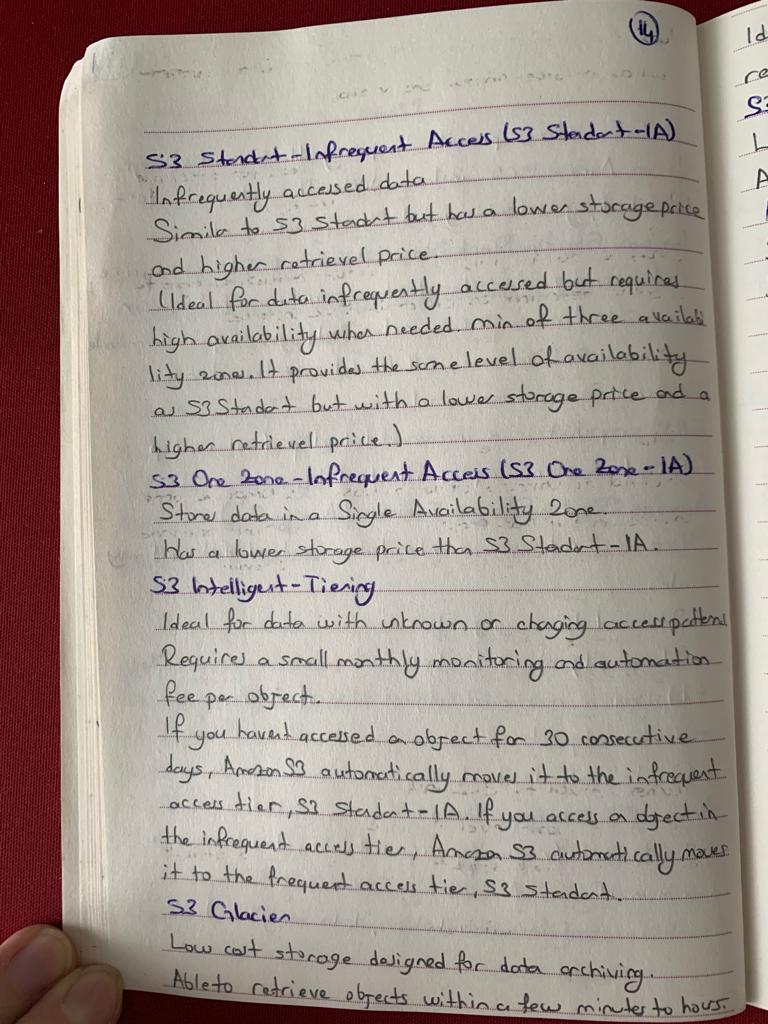 14
S3 Standart-Infrequent Access (S3 Standart-IA)
Infrequently accessed data
Similar to S3 Standart but has a lower storage price
and higher retrievel price.
(Ideal for data infrequently accessed but requires
high availability when needed. min of three availabi
lity zones. It provides the same level of availability
as S3 Standart but with a lower storage price and a
higher retrievel price.)
S3 One Zone-Infrequent Access (S3 One Zone-IA)
Stores data in a Single Availability Zone.
Has a lower storage price than S3 Standart-IA.
S3 Intelligent-Tiering
Ideal for data with unknown or changing access patterns
Requires a small monthly monitoring and automation
fee per object.
If you havent accessed an object for 30 consecutive
days, Amazon S3 automatically moves it to the infrequent
access tier, S3 Standart-IA. If you access an object in
the infrequent access tier, Amazon S3 automatically moves
it to the frequent access tier, S3 Standart.
S3 Glacier
Low cost storage designed for data archiving.
Able to retrieve objects within a few minutes to hours.